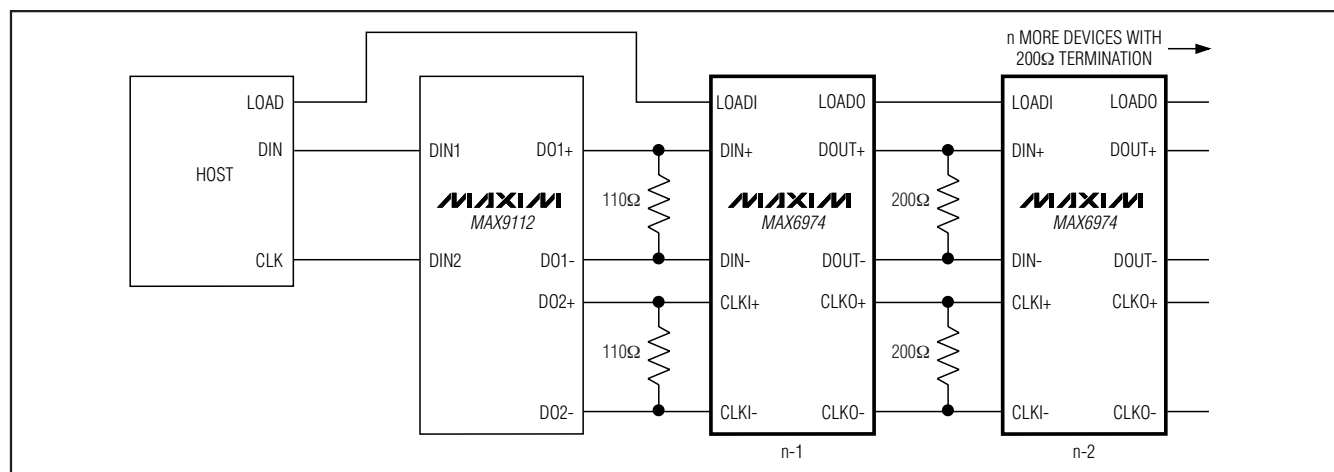 n MORE DEVICES WITH
200Ω TERMINATION
HOST
LOAD
DIN
CLK
DIN1
DIN2
MAXIM
MAX9112
DO1+
DO1-
DO2+
DO2-
110Ω
110Ω
LOADI
DIN+
DIN-
CLKI+
CLKI-
MAXIM
MAX6974
LOADO
DOUT+
DOUT-
CLKO+
CLKO-
n-1
200Ω
200Ω
LOADI
DIN+
DIN-
CLKI+
CLKI-
MAXIM
MAX6974
LOADO
DOUT+
DOUT-
CLKO+
CLKO-
n-2